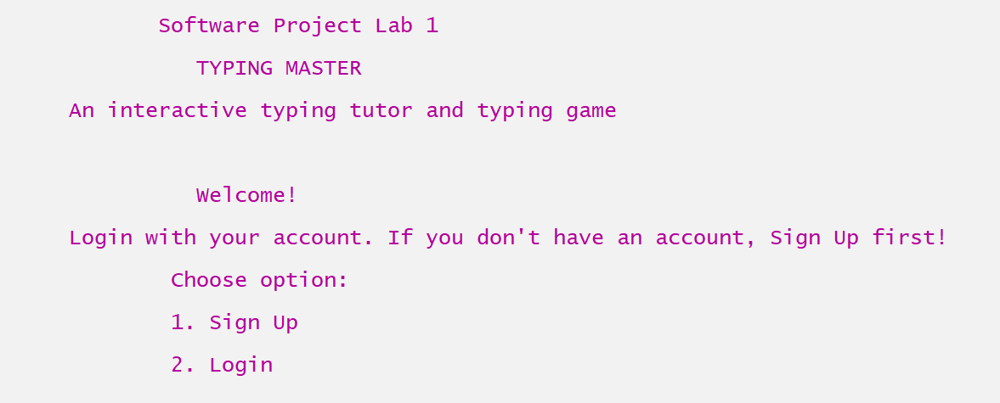 Software Project Lab 1
TYPING MASTER
An interactive typing tutor and typing game
Welcome!
Login with your account. If you don't have an account, Sign Up first!
Choose option:
1. Sign Up
2. Login